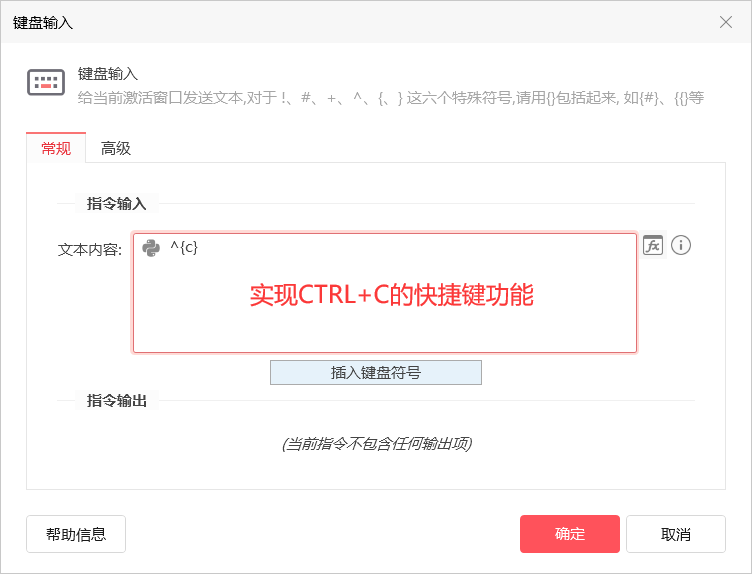 键盘输入
键盘输入
给当前激活窗口发送文本,对于 !、#、+、^、{、} 这六个特殊符号,请用{}包括起来, 如{#}、{{}等
常规 高级
指令输入
文本内容: ^{c}
实现CTRL+C的快捷键功能
插入键盘符号
指令输出
(当前指令不包含任何输出项)
帮助信息 确定 取消